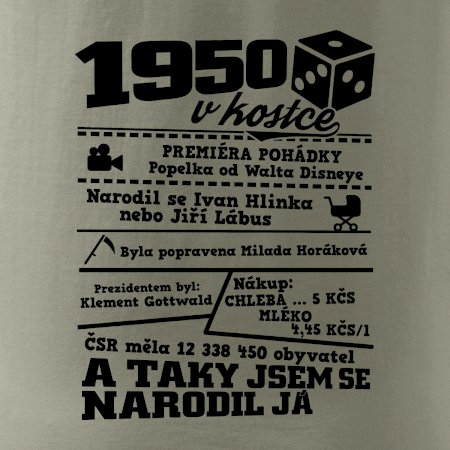 1950
v kostce
PREMIÉRA POHÁDKY
Popelka od Walta Disneye
Narodil se Ivan Hlinka
nebo Jiří Lábus
Byla popravena Milada Horáková
Prezidentem byl:
Klement Gottwald
Nákup:
CHLEBA ... 5 KČS
MLÉKO
4,45 KČS/l
ČSR měla 12 338 450 obyvatel
A TAKY JSEM SE
NARODIL JÁ